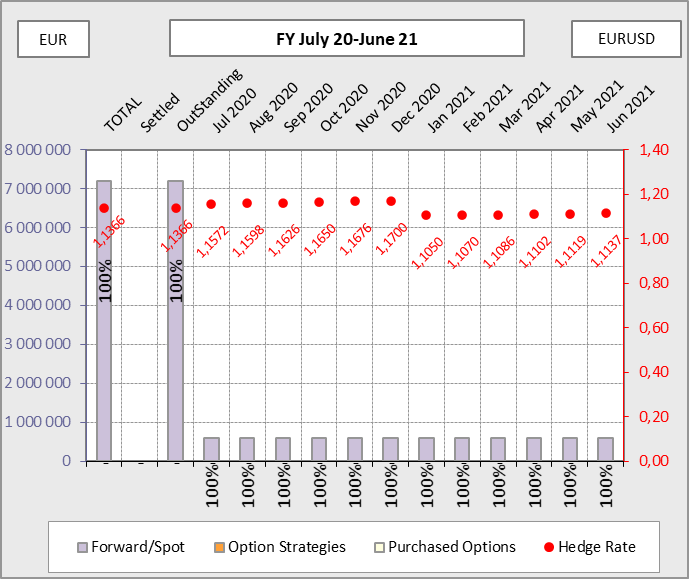 EUR
FY July 20-June 21
EURUSD
TOTAL
Settled
OutStanding
Jul 2020
Aug 2020
Sep 2020
Oct 2020
Nov 2020
Dec 2020
Jan 2021
Feb 2021
Mar 2021
Apr 2021
May 2021
Jun 2021
8 000 000
7 000 000
6 000 000
5 000 000
4 000 000
3 000 000
2 000 000
1 000 000
0
1,40
1,20
1,00
0,80
0,60
0,40
0,20
0,00
1,1366
1,1366
1,1572
1,1598
1,1626
1,1650
1,1676
1,1700
1,1050
1,1070
1,1086
1,1102
1,1119
1,1137
100%
100%
-
-
-
100%
100%
100%
100%
100%
100%
100%
100%
100%
100%
100%
100%
Forward/Spot
Option Strategies
Purchased Options
Hedge Rate